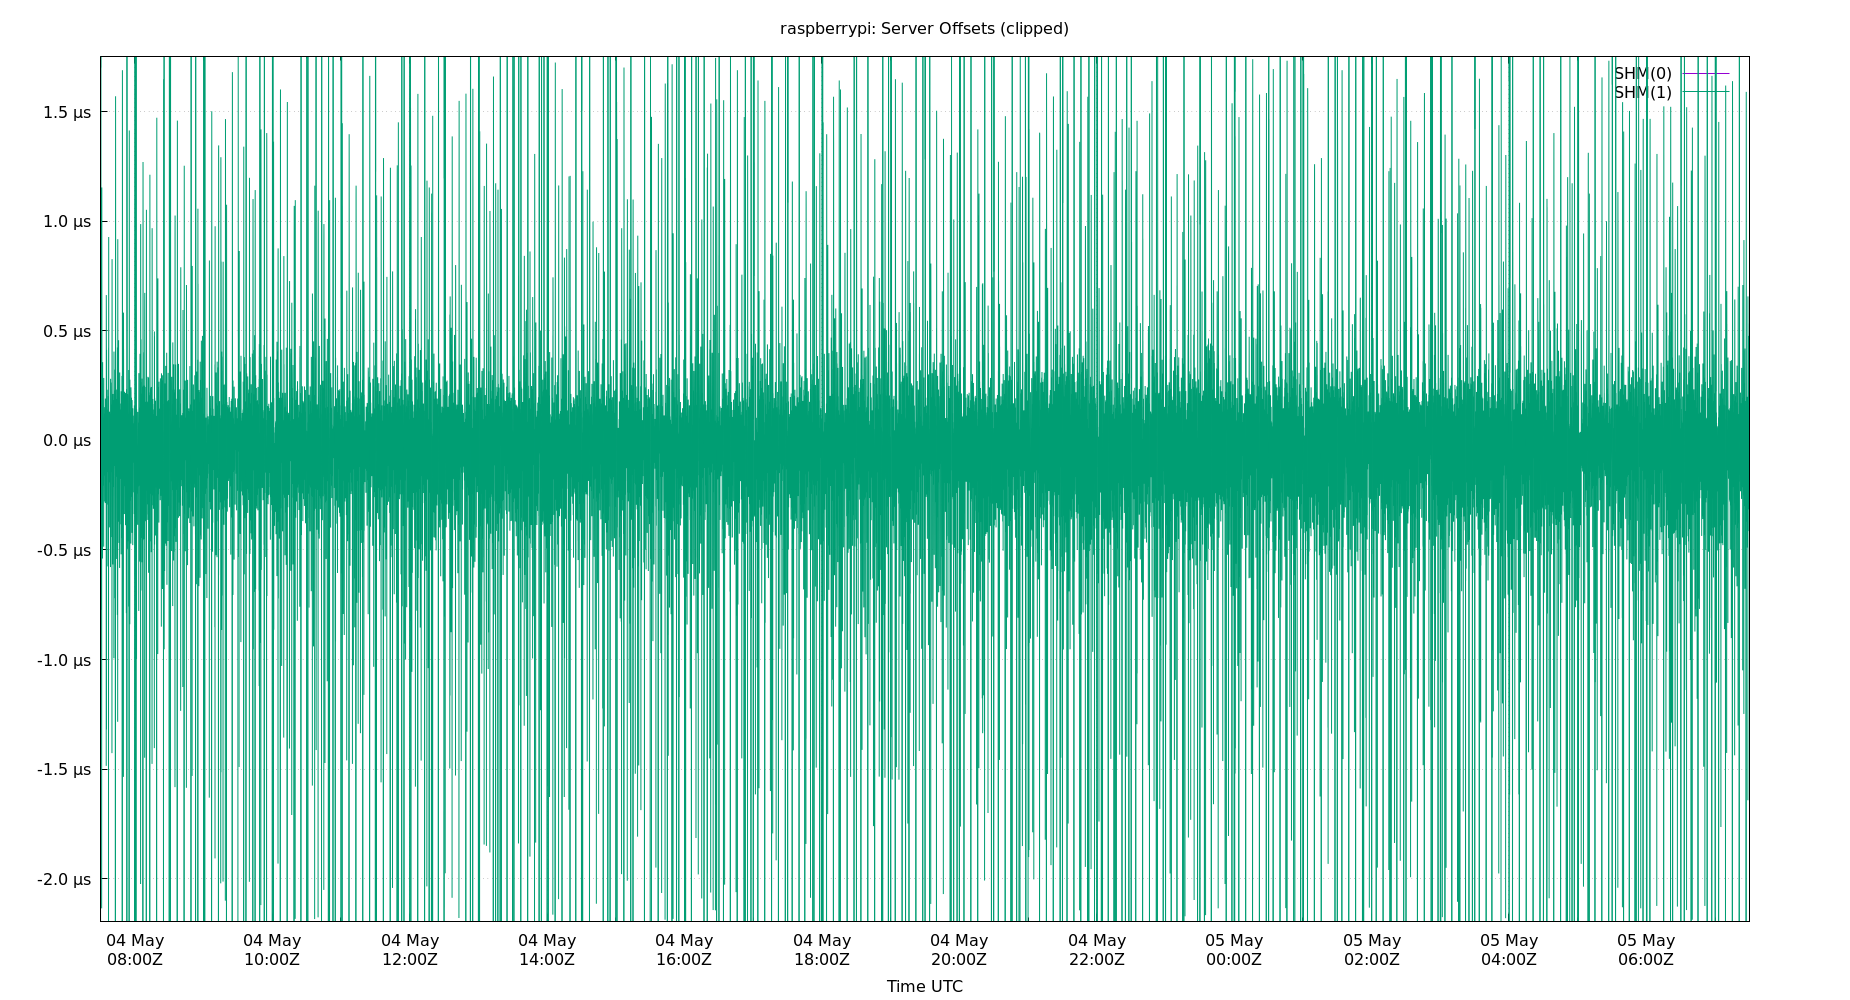 raspberrypi: Server Offsets (clipped)
SHM(0)
SHM(1)
1.5 µs
1.0 µs
0.5 µs
0.0 µs
-0.5 µs
-1.0 µs
-1.5 µs
-2.0 µs
04 May 04 May 04 May 04 May 04 May 04 May 04 May 04 May 05 May 05 May 05 May 05 May
08:00Z 10:00Z 12:00Z 14:00Z 16:00Z 18:00Z 20:00Z 22:00Z 00:00Z 02:00Z 04:00Z 06:00Z
Time UTC